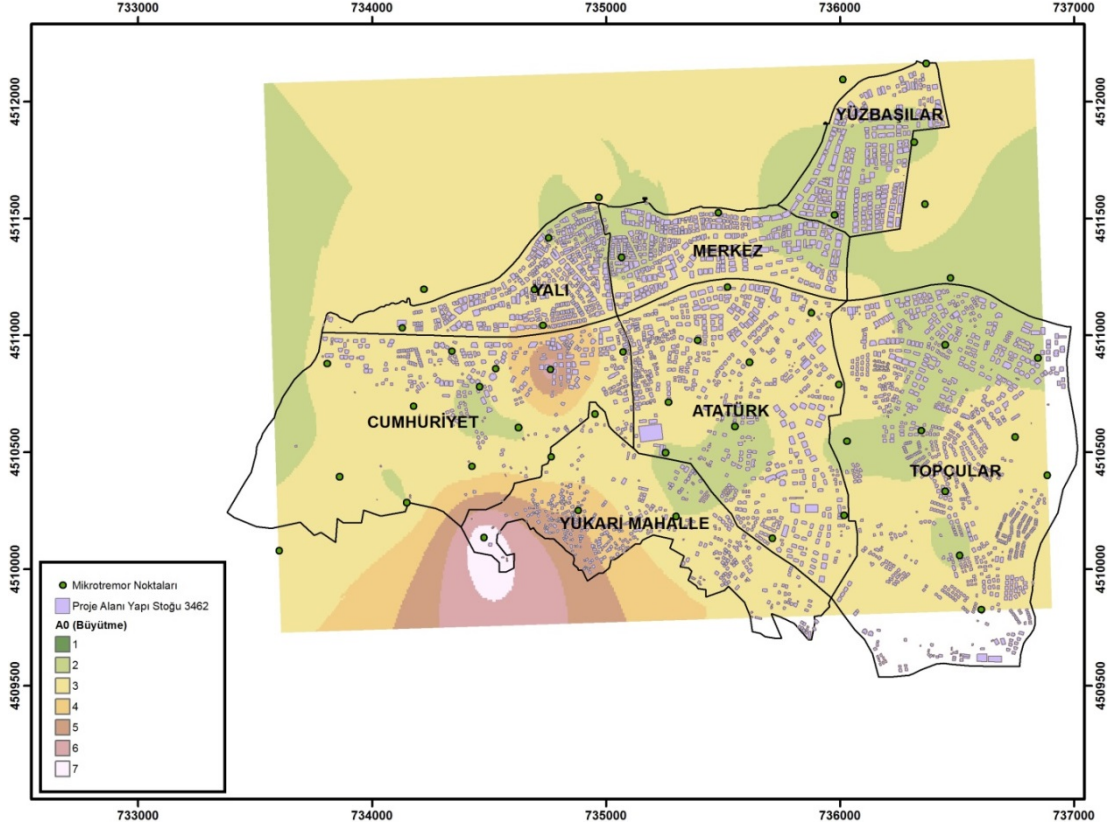 733000 734000 735000 736000 737000
4512000 4512000
YÜZBAŞILAR
4511500 4511500
MERKEZ
YALI
4511000 4511000
CUMHURİYET
ATATÜRK
4510500 4510500
TOPCULAR
YUKARI MAHALLE
4510000 4510000
Mikrotremor Noktaları
Proje Alanı Yapı Stoğu 3462
A0 (Büyütme)
1
2
3
4
5
6
7
4509500 4509500
733000 734000 735000 736000 737000